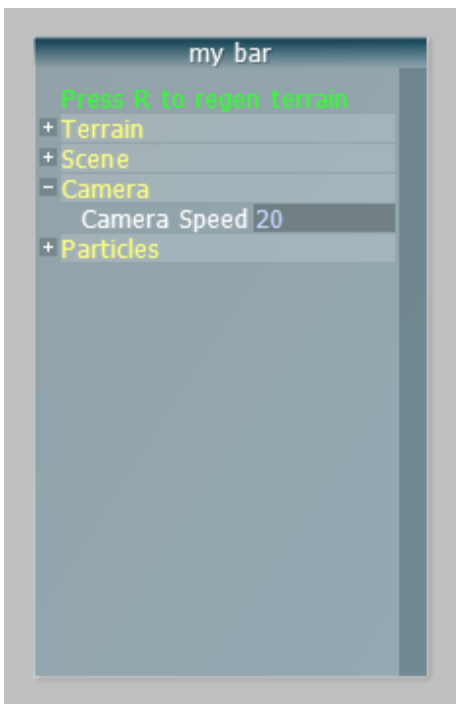 my bar
Press R to regen terrain
+ Terrain
+ Scene
- Camera
Camera Speed 20
+ Particles